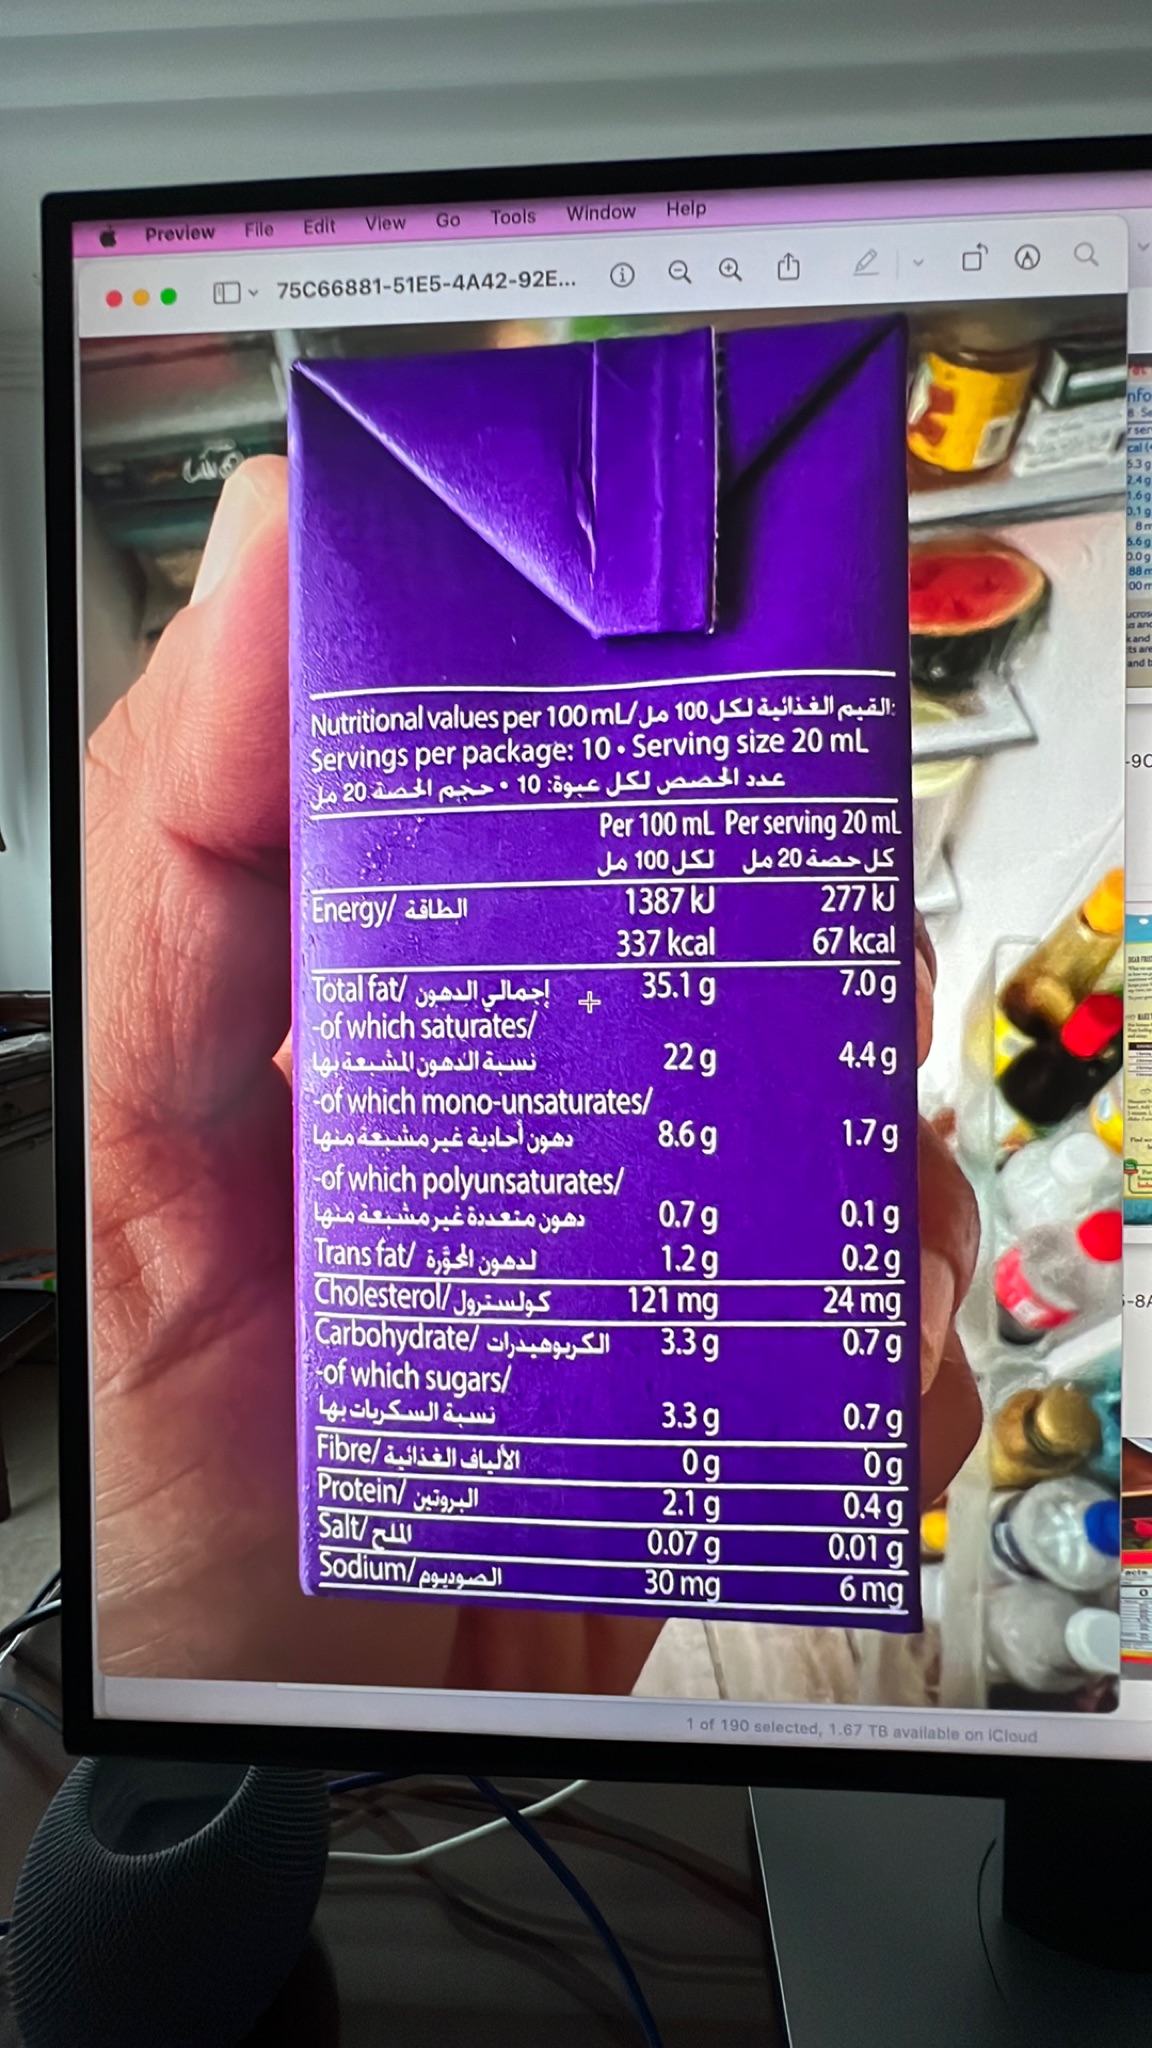 Preview File Edit View Go Tools Window Help
75C66881-51E5-4A42-92E...
Nutritional values per 100 mL/القيم الغذائية لكل 100 مل:
Servings per package: 10 • Serving size 20 mL
عدد الحصص لكل عبوة: 10 • حجم الحصة 20 مل
Per 100 mL Per serving 20 mL
لكل 100 مل كل حصة 20 مل
Energy/ الطاقة 1387 kJ 277 kJ
337 kcal 67 kcal
Total fat/ إجمالي الدهون 35.1 g 7.0 g
-of which saturates/
نسبة الدهون المشبعة بها 22 g 4.4 g
-of which mono-unsaturates/
دهون أحادية غير مشبعة منها 8.6 g 1.7 g
-of which polyunsaturates/
دهون متعددة غير مشبعة منها 0.7 g 0.1 g
Trans fat/ لدهون المحوّرة 1.2 g 0.2 g
Cholesterol/ كولسترول 121 mg 24 mg
Carbohydrate/ الكربوهيدرات 3.3 g 0.7 g
-of which sugars/
نسبة السكريات بها 3.3 g 0.7 g
Fibre/ الألياف الغذائية 0 g 0 g
Protein/ البروتين 2.1 g 0.4 g
Salt/ الملح 0.07 g 0.01 g
Sodium/ الصوديوم 30 mg 6 mg
1 of 190 selected, 1.67 TB available on iCloud